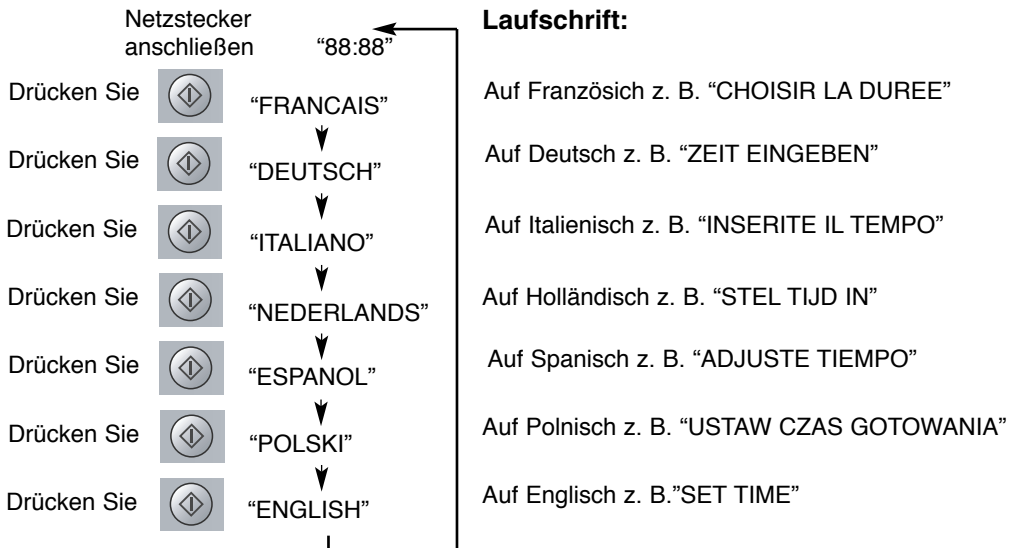 Netzstecker
anschließen “88:88” Laufschrift:
Drücken Sie “FRANCAIS” Auf Französich z. B. “CHOISIR LA DUREE”
Drücken Sie “DEUTSCH” Auf Deutsch z. B. “ZEIT EINGEBEN”
Drücken Sie “ITALIANO” Auf Italienisch z. B. “INSERITE IL TEMPO”
Drücken Sie “NEDERLANDS” Auf Holländisch z. B. “STEL TIJD IN”
Drücken Sie “ESPANOL” Auf Spanisch z. B. “ADJUSTE TIEMPO”
Drücken Sie “POLSKI” Auf Polnisch z. B. “USTAW CZAS GOTOWANIA”
Drücken Sie “ENGLISH” Auf Englisch z. B.”SET TIME”